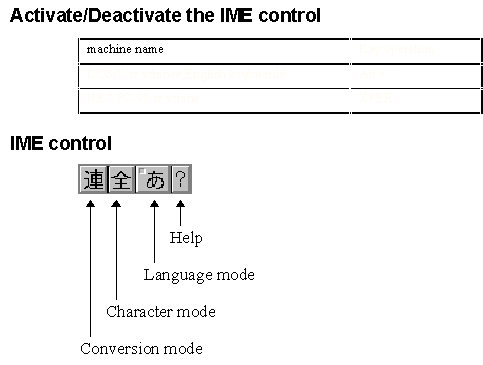 Activate/Deactivate the IME control
machine name
IME control
連 全 あ ?
Help
Language mode
Character mode
Conversion mode